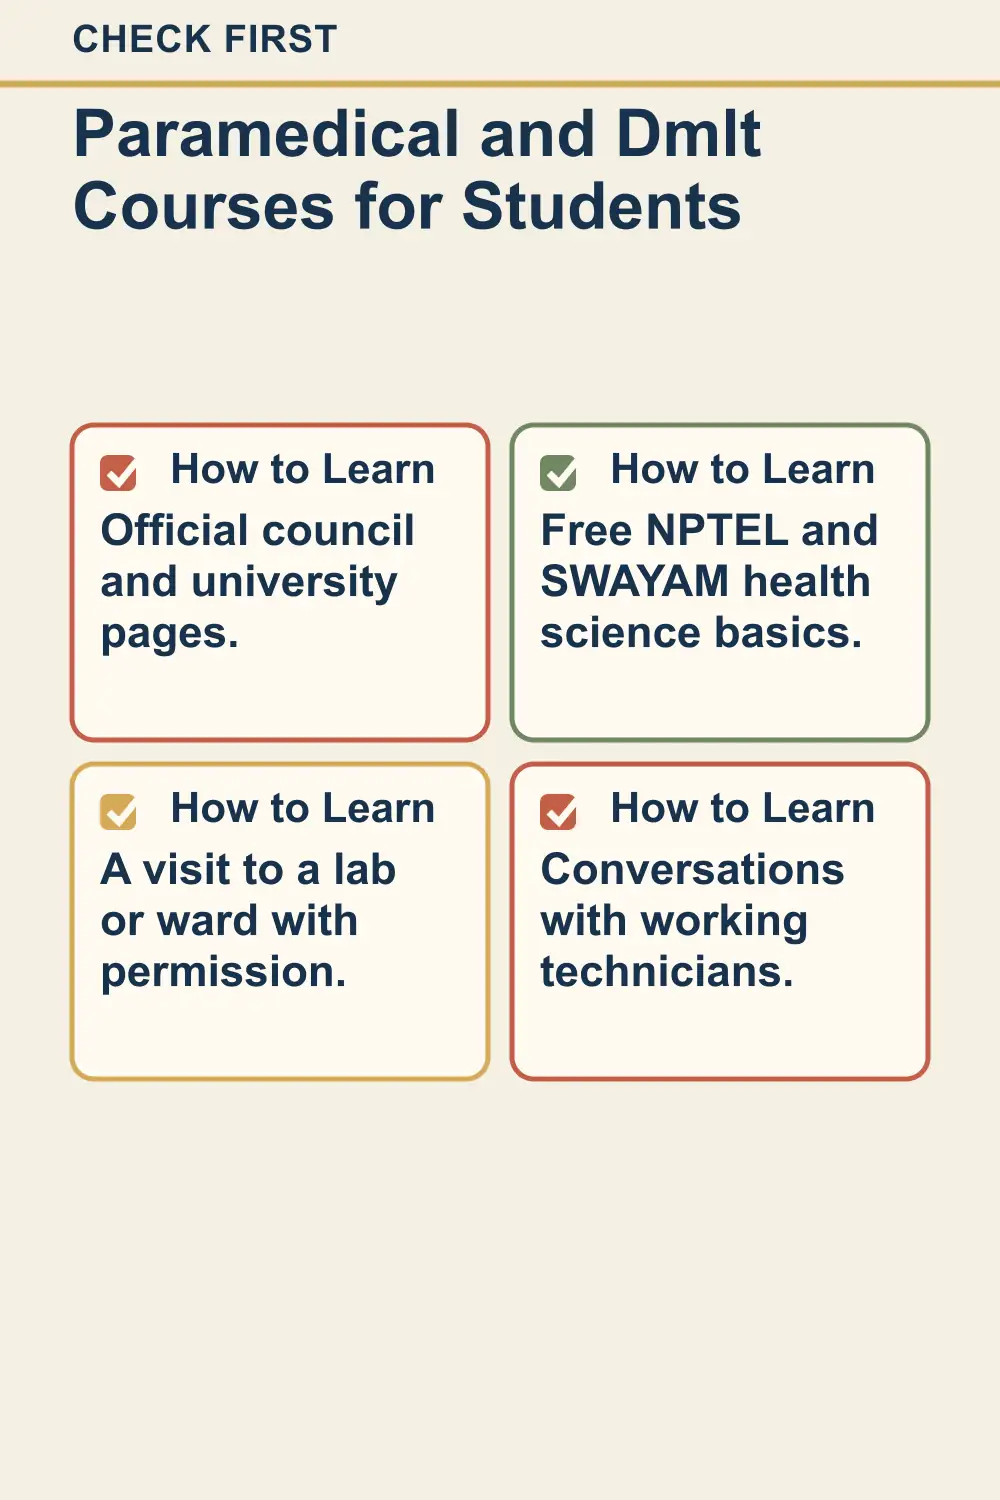 CHECK FIRST
Paramedical and Dmlt
Courses for Students
How to Learn
Official council
and university
pages.
How to Learn
Free NPTEL and
SWAYAM health
science basics.
How to Learn
A visit to a lab
or ward with
permission.
How to Learn
Conversations
with working
technicians.